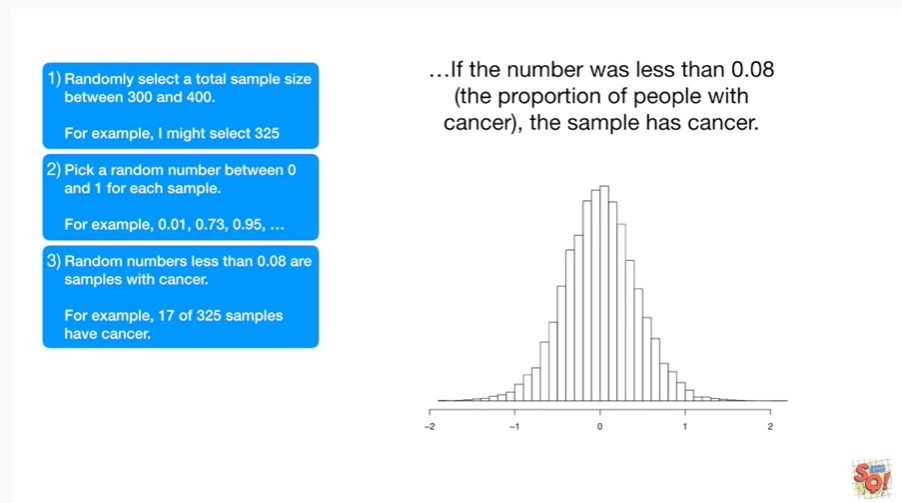 1) Randomly select a total sample size
between 300 and 400.
For example, I might select 325
2) Pick a random number between 0
and 1 for each sample.
For example, 0.01, 0.73, 0.95, …
3) Random numbers less than 0.08 are
samples with cancer.
For example, 17 of 325 samples
have cancer.
…If the number was less than 0.08
(the proportion of people with
cancer), the sample has cancer.
-2 -1 0 1 2
SQ!